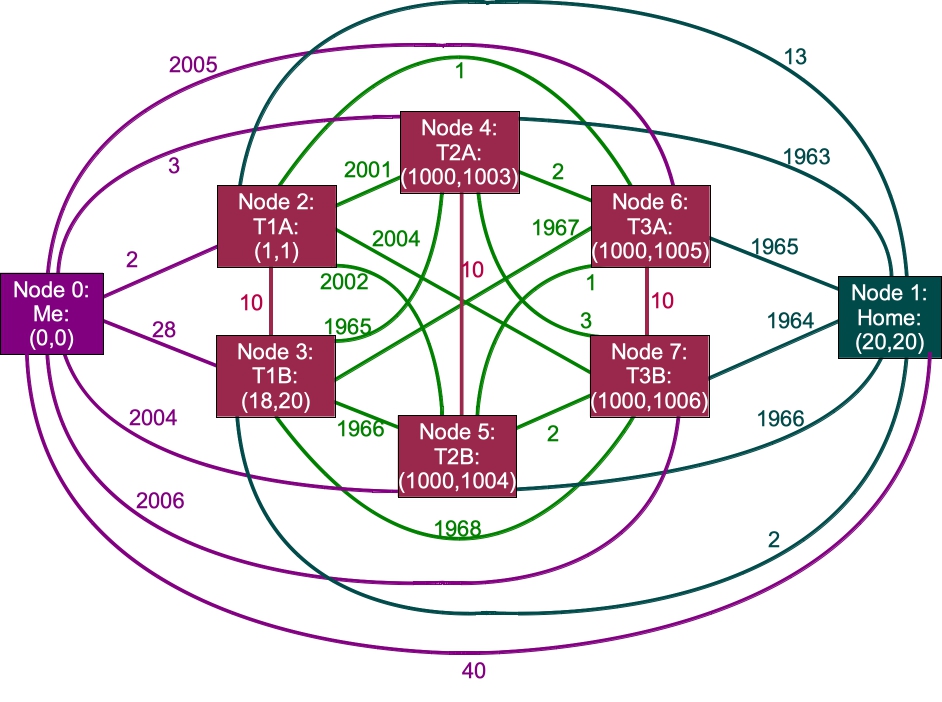 13
2005
1
Node 4:
T2A:
(1000,1003)
3
2001
2
1963
Node 2:
T1A:
(1,1)
Node 6:
T3A:
(1000,1005)
2004
1967
2
1965
2002
10
1
Node 0:
Me:
(0,0)
Node 1:
Home:
(20,20)
10
10
28
1965
3
1964
Node 3:
T1B:
(18,20)
Node 7:
T3B:
(1000,1006)
2004
1966
Node 5:
T2B:
(1000,1004)
2
1966
2006
1968
2
40